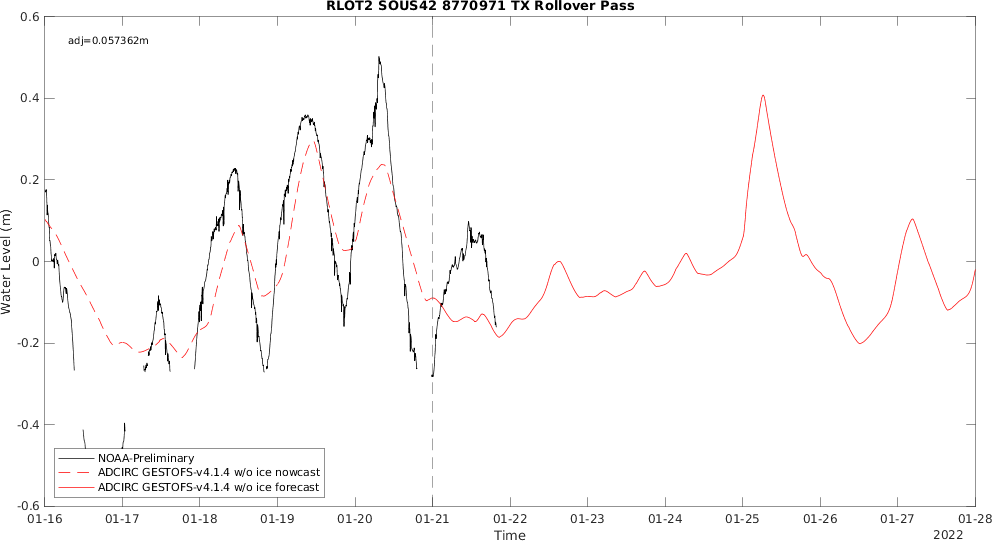 RLOT2 SOUS42 8770971 TX Rollover Pass
adj=0.057362m
0.6
0.4
0.2
0
-0.2
-0.4
-0.6
Water Level (m)
NOAA-Preliminary
ADCIRC GESTOFS-v4.1.4 w/o ice nowcast
ADCIRC GESTOFS-v4.1.4 w/o ice forecast
01-16 01-17 01-18 01-19 01-20 01-21 01-22 01-23 01-24 01-25 01-26 01-27 01-28
Time
2022